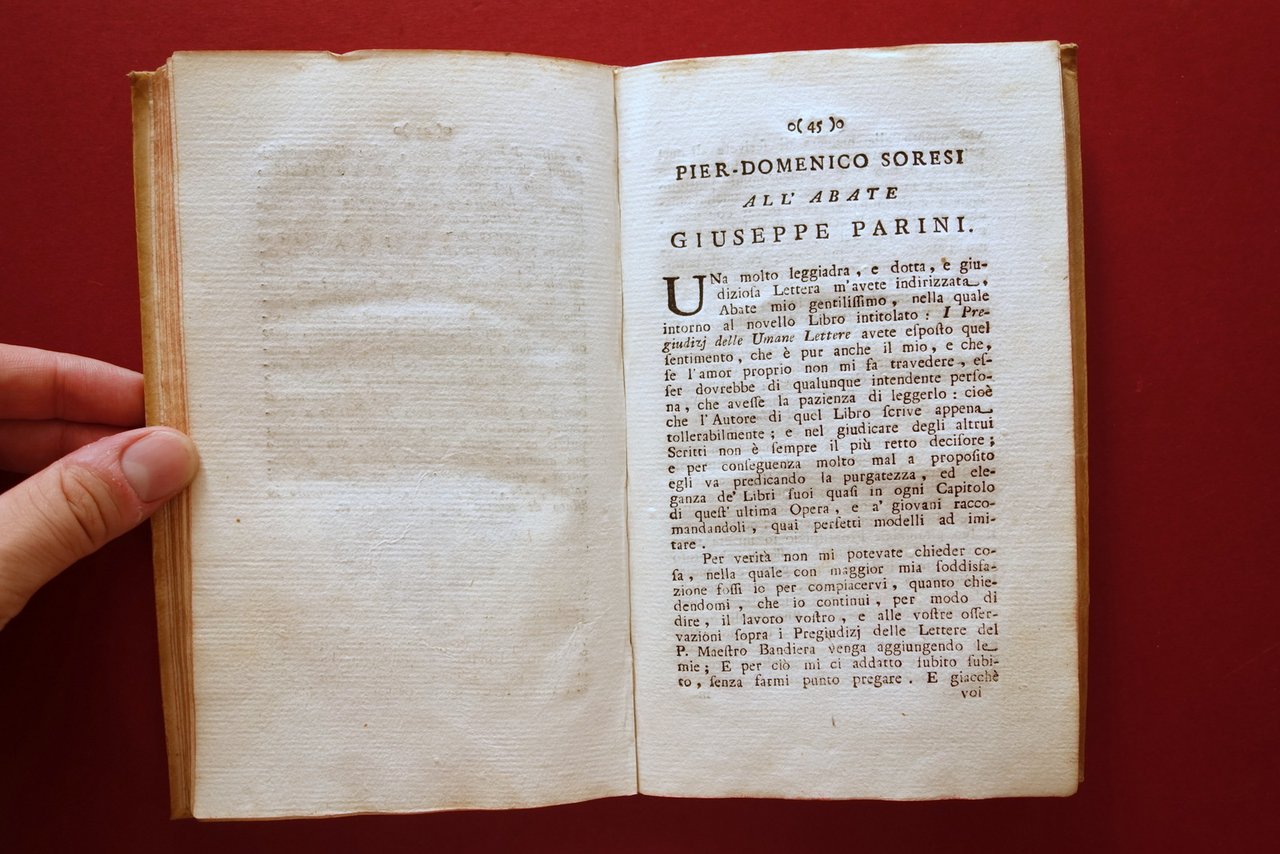 o( 45 )o
PIER-DOMENICO SORESI
ALL' ABATE
GIUSEPPE PARINI.
UNa molto leggiadra, e dotta, e giu-
dizioſa Lettera m'avete indirizzata,
Abate mio gentiliſſimo, nella quale
intorno al novello Libro intitolato: I Pre-
giudizj delle Umane Lettere avete eſpoſto quel
ſentimento, che è pur anche il mio, e che,
ſe l'amor proprio non mi fa travedere, eſ-
ſer dovrebbe di qualunque intendente perſo-
na, che aveſſe la pazienza di leggerlo: cioè
che l'Autore di quel Libro ſcrive appena
tollerabilmente; e nel giudicare degli altrui
Scritti non è ſempre il più retto deciſore;
e per conſeguenza molto mal a propoſito
egli va predicando la purgatezza, ed ele-
ganza de' Libri ſuoi quaſi in ogni Capitolo
di queſt' ultima Opera, e a' giovani racco-
mandandoli, quai perfetti modelli ad imi-
tare.
Per verità non mi potevate chieder co-
ſa, nella quale con maggior mia ſoddisfa-
zione foſſi io per compiacervi, quanto chie-
dendomi, che io continui, per modo di
dire, il lavoro voſtro, e alle voſtre oſſer-
vazioni ſopra i Pregiudizj delle Lettere del
P. Maeſtro Bandiera venga aggiungendo le
mie; E per ciò mi ci addatto ſubito ſubi-
to, ſenza farmi punto pregare. E giacchè
voi